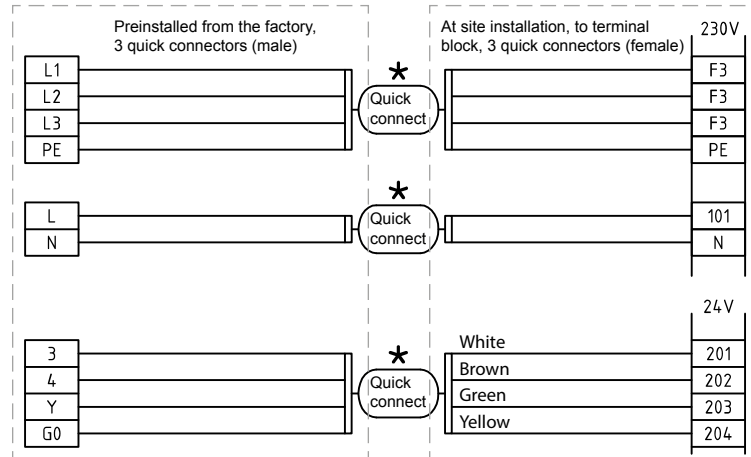 Preinstalled from the factory,
3 quick connectors (male)
At site installation, to terminal
block, 3 quick connectors (female)
230V
L1
L2
L3
PE
*
Quick
connect
F3
F3
F3
PE
L
N
*
Quick
connect
101
N
24V
3
4
Y
G0
*
Quick
connect
White
Brown
Green
Yellow
201
202
203
204